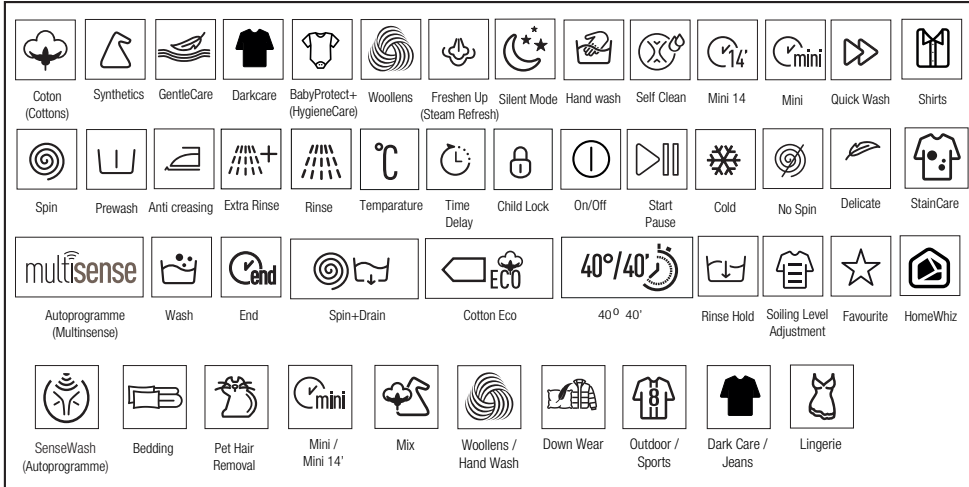 14'
mini
Coton
(Cottons)
Synthetics
GentleCare
Darkcare
BabyProtect+
(HygieneCare)
Woollens
Freshen Up
(Steam Refresh)
Silent Mode
Hand wash
Self Clean
Mini 14
Mini
Quick Wash
Shirts
°C
Spin
Prewash
Anti creasing
Extra Rinse
Rinse
Temparature
Time
Delay
Child Lock
On/Off
Start
Pause
Cold
No Spin
Delicate
StainCare
multisense
end
ECO
40°/40'
Autoprogramme
(Multinsense)
Wash
End
Spin+Drain
Cotton Eco
40º 40'
Rinse Hold
Soiling Level
Adjustment
Favourite
HomeWhiz
mini
8
SenseWash
(Autoprogramme)
Bedding
Pet Hair
Removal
Mini /
Mini 14'
Mix
Woollens /
Hand Wash
Down Wear
Outdoor /
Sports
Dark Care /
Jeans
Lingerie